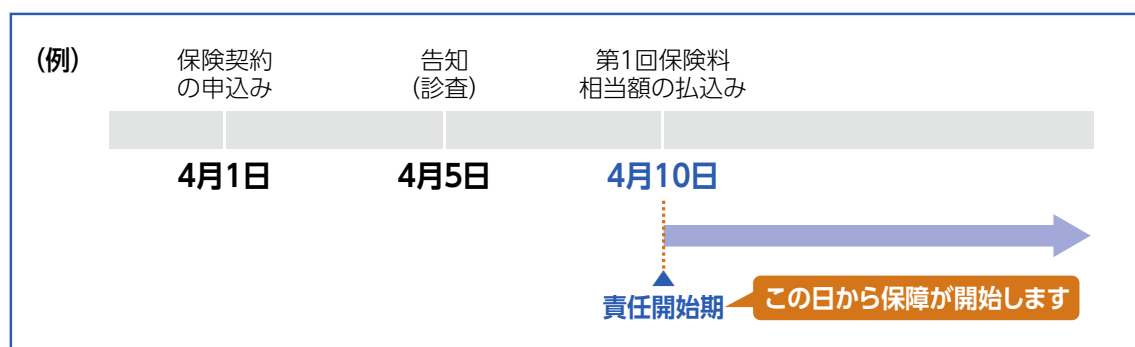 (例)
保険契約
の申込み
告知
(診査)
第1回保険料
相当額の払込み
4月1日
4月5日
4月10日
責任開始期
この日から保障が開始します